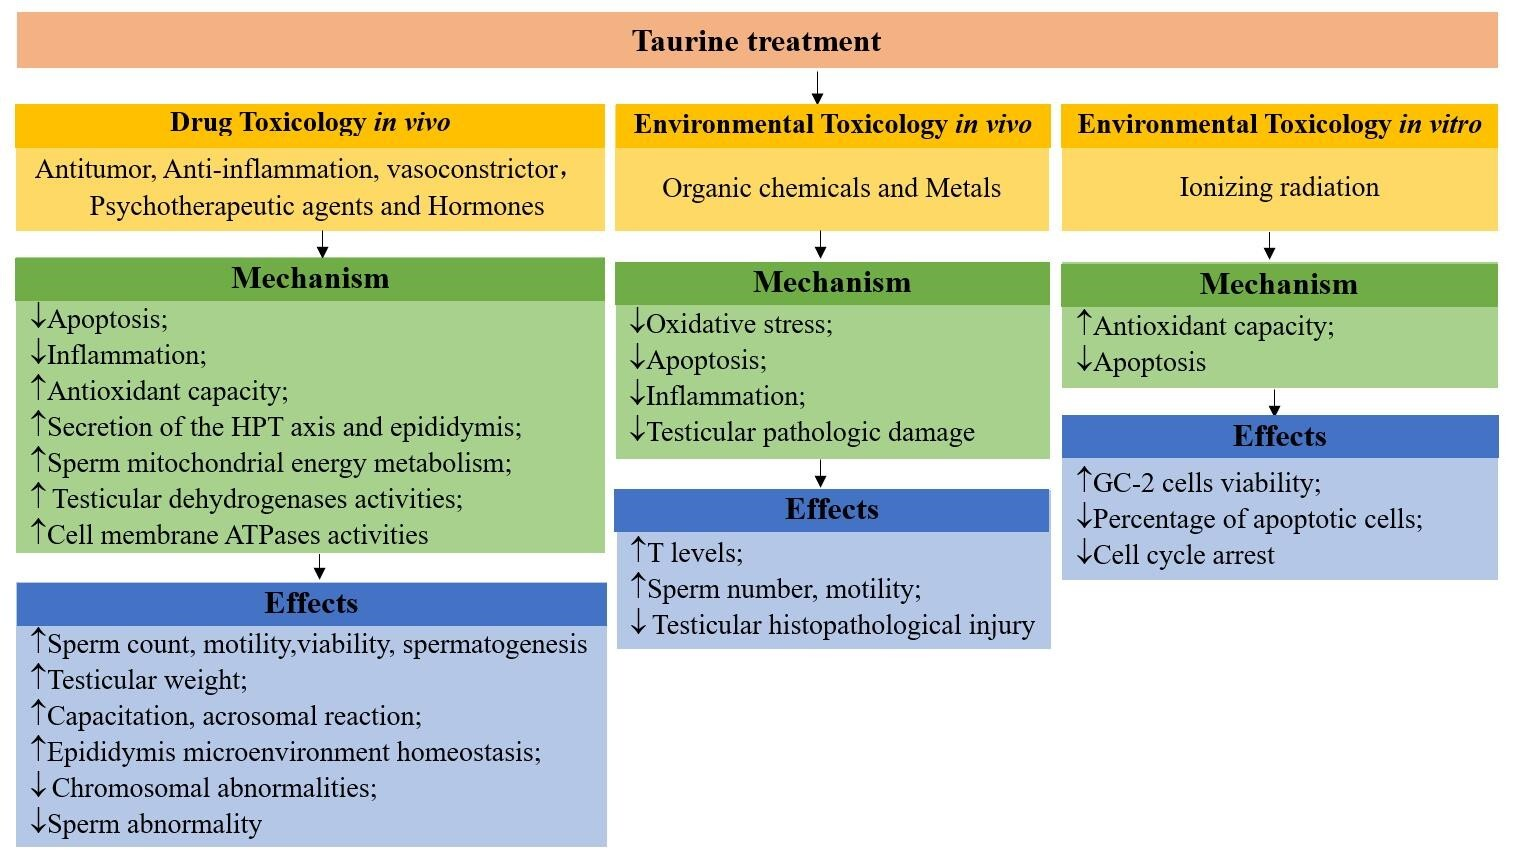 Taurine treatment
Drug Toxicology in vivo
Antitumor, Anti-inflammation, vasoconstrictor，
Psychotherapeutic agents and Hormones
Mechanism
↓Apoptosis;
↓Inflammation;
↑Antioxidant capacity;
↑Secretion of the HPT axis and epididymis;
↑Sperm mitochondrial energy metabolism;
↑ Testicular dehydrogenases activities;
↑Cell membrane ATPases activities
Effects
↑Sperm count, motility,viability, spermatogenesis
↑Testicular weight;
↑Capacitation, acrosomal reaction;
↑Epididymis microenvironment homeostasis;
↓ Chromosomal abnormalities;
↓Sperm abnormality
Environmental Toxicology in vivo
Organic chemicals and Metals
Mechanism
↓Oxidative stress;
↓Apoptosis;
↓Inflammation;
↓Testicular pathologic damage
Effects
↑T levels;
↑Sperm number, motility;
↓ Testicular histopathological injury
Environmental Toxicology in vitro
Ionizing radiation
Mechanism
↑Antioxidant capacity;
↓Apoptosis
Effects
↑GC-2 cells viability;
↓Percentage of apoptotic cells;
↓Cell cycle arrest